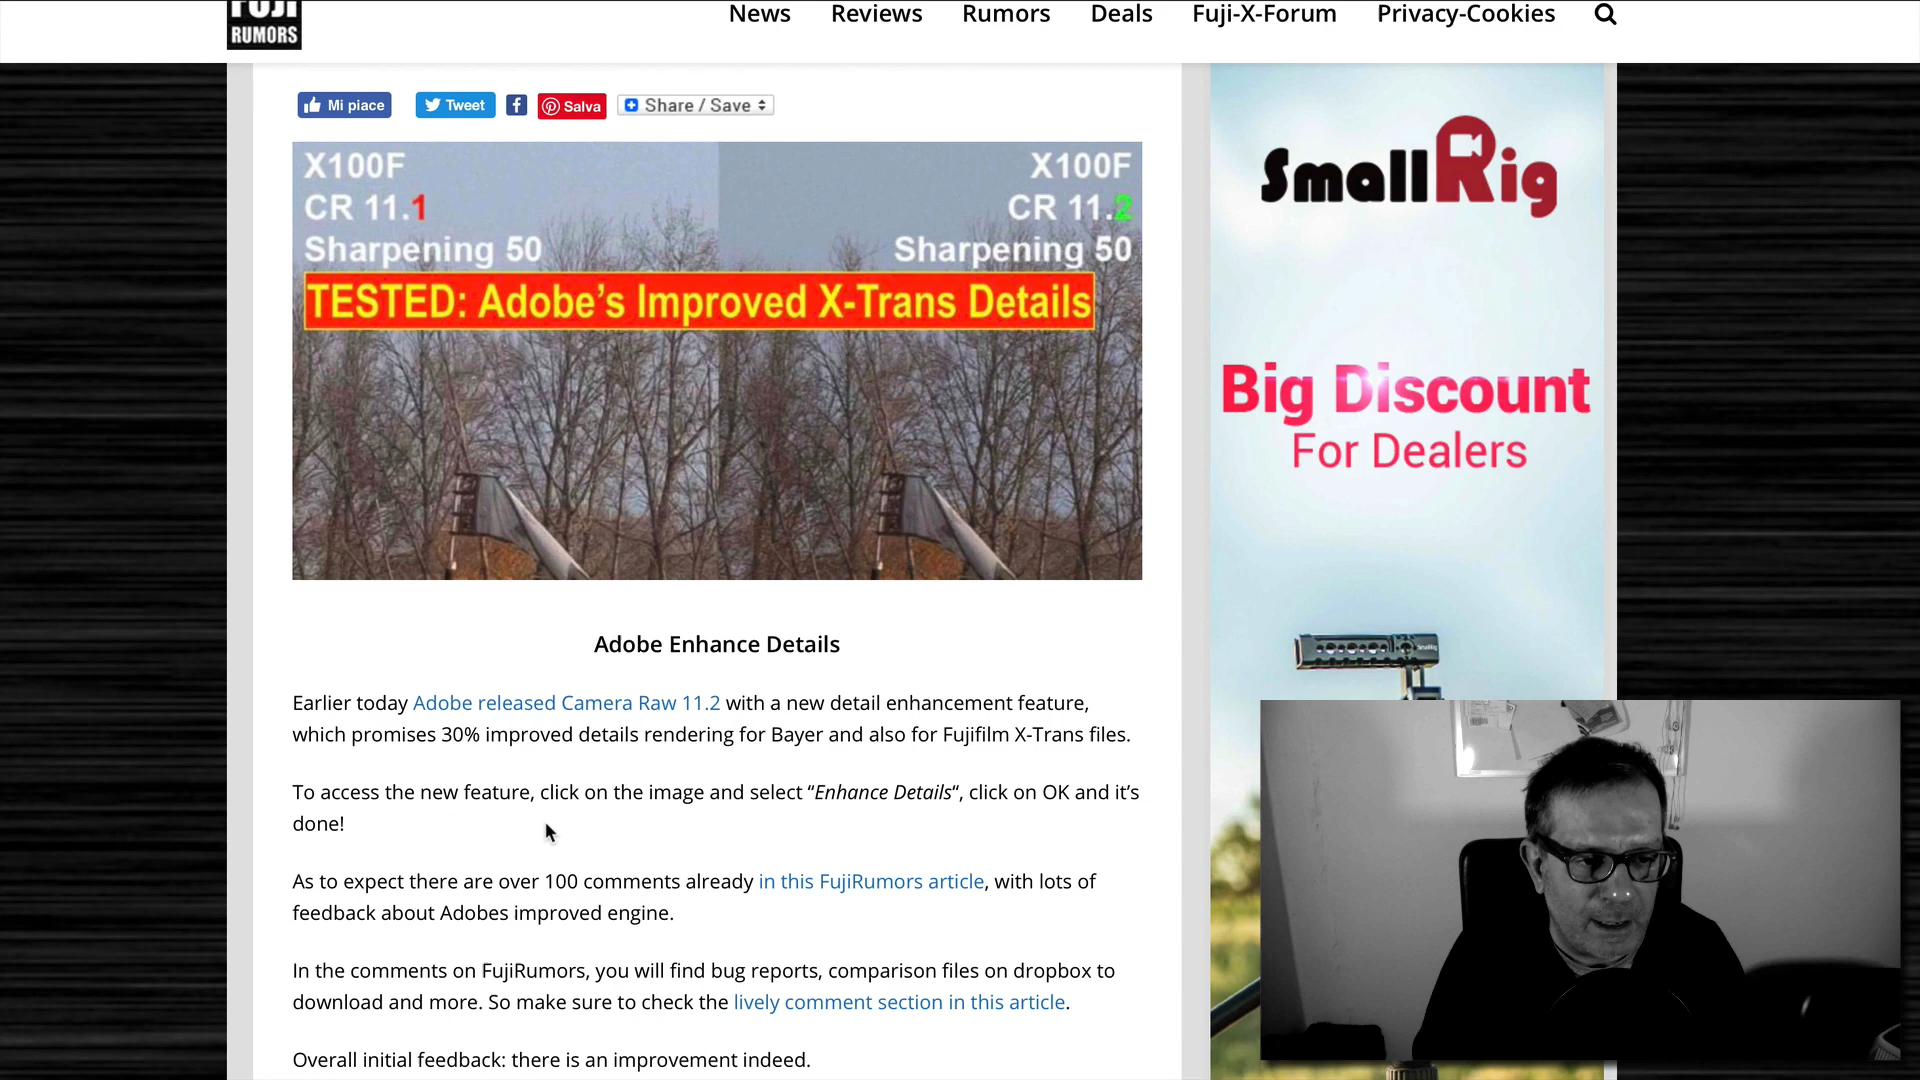 FUJI
RUMORS
News Reviews Rumors Deals Fuji-X-Forum Privacy-Cookies
Mi piace Tweet Salva Share / Save
X100F
CR 11.1
Sharpening 50
X100F
CR 11.2
Sharpening 50
TESTED: Adobe’s Improved X-Trans Details
Adobe Enhance Details
Earlier today Adobe released Camera Raw 11.2 with a new detail enhancement feature,
which promises 30% improved details rendering for Bayer and also for Fujifilm X-Trans files.
To access the new feature, click on the image and select “Enhance Details“, click on OK and it’s
done!
As to expect there are over 100 comments already in this FujiRumors article, with lots of
feedback about Adobes improved engine.
In the comments on FujiRumors, you will find bug reports, comparison files on dropbox to
download and more. So make sure to check the lively comment section in this article.
Overall initial feedback: there is an improvement indeed.
SmallRig
Big Discount
For Dealers
SmallRig